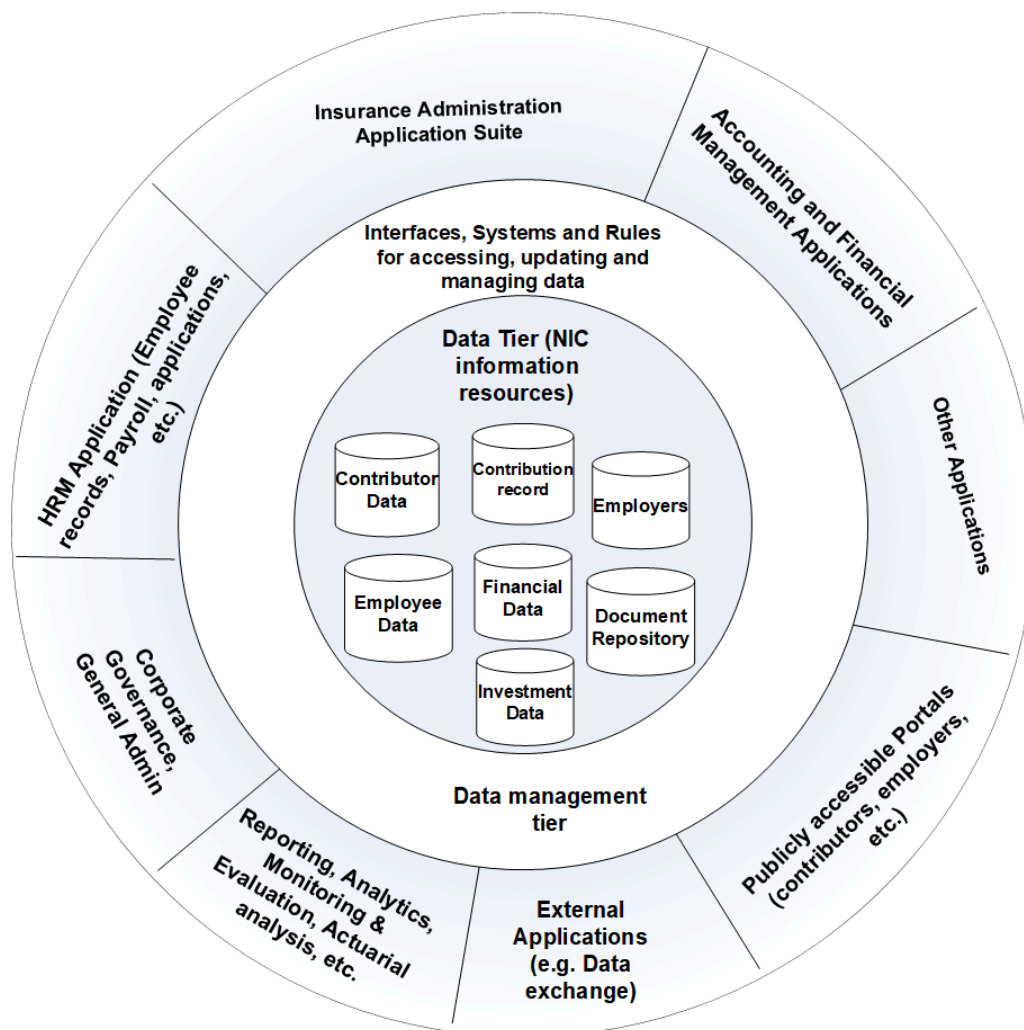 Insurance Administration
Application Suite
Accounting and Financial
Management Applications
Other Applications
Publicly accessible Portals
(contributors, employers,
etc.)
External
Applications
(e.g. Data
exchange)
Reporting, Analytics,
Monitoring &
Evaluation, Actuarial
analysis, etc.
Corporate
Governance,
General Admin
HRM Application (Employee
records, Payroll, applications,
etc.)
Interfaces, Systems and Rules
for accessing, updating and
managing data
Data Tier (NIC
information
resources)
Contributor
Data
Contribution
record
Employers
Employee
Data
Financial
Data
Document
Repository
Investment
Data
Data management
tier